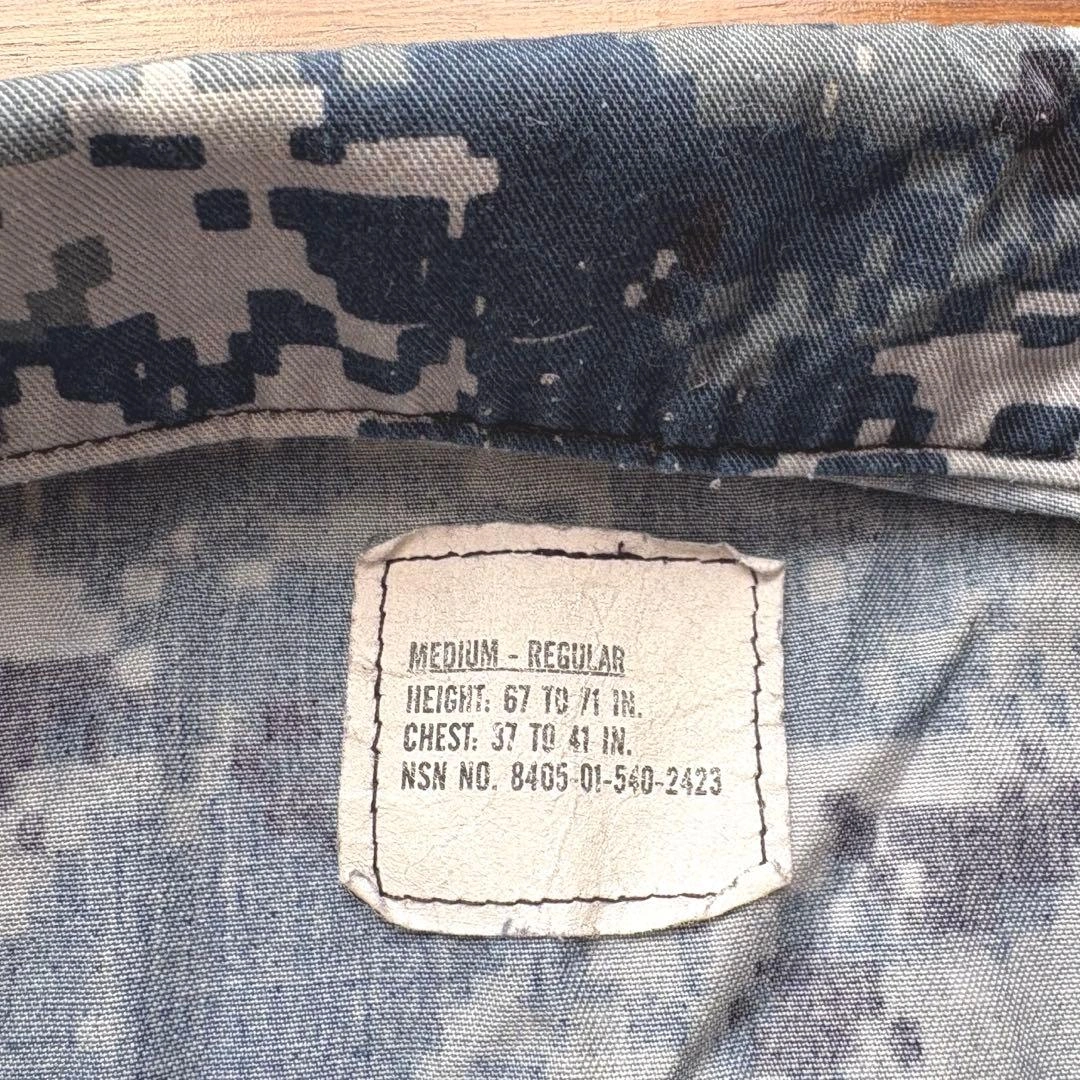 MEDIUM - REGULAR
HEIGHT: 67 TO 71 IN.
CHEST: 37 TO 41 IN.
NSN NO. 8405-01-540-2423